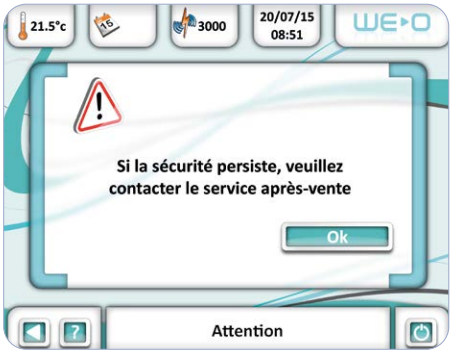 21.5°c
15
3000
20/07/15
08:51
WE▸O
Si la sécurité persiste, veuillez
contacter le service après-vente
Ok
?
Attention